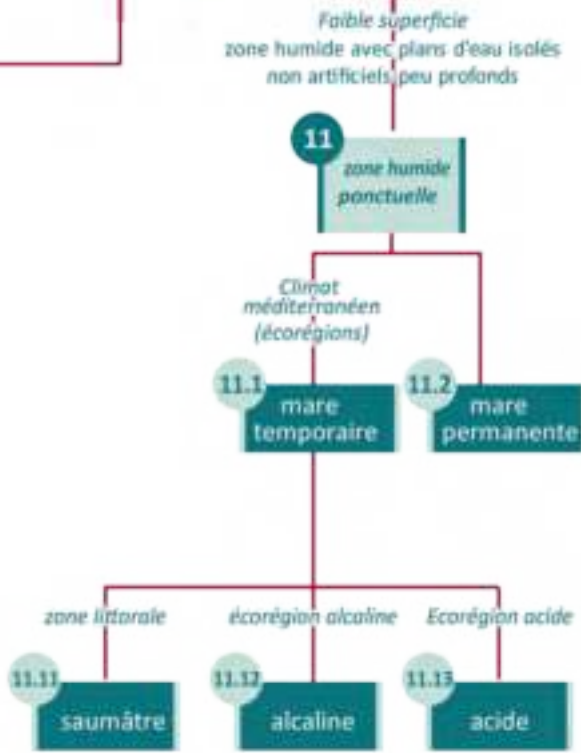 Faible superficie
zone humide avec plans d'eau isolés
non artificiels peu profonds
11
zone humide
ponctuelle
Climat
méditerranéen
(écorégions)
11.1
mare
temporaire
11.2
mare
permanente
zone littorale
écorégion alcaline
Ecorégion acide
11.11
saumâtre
11.12
alcaline
11.13
acide